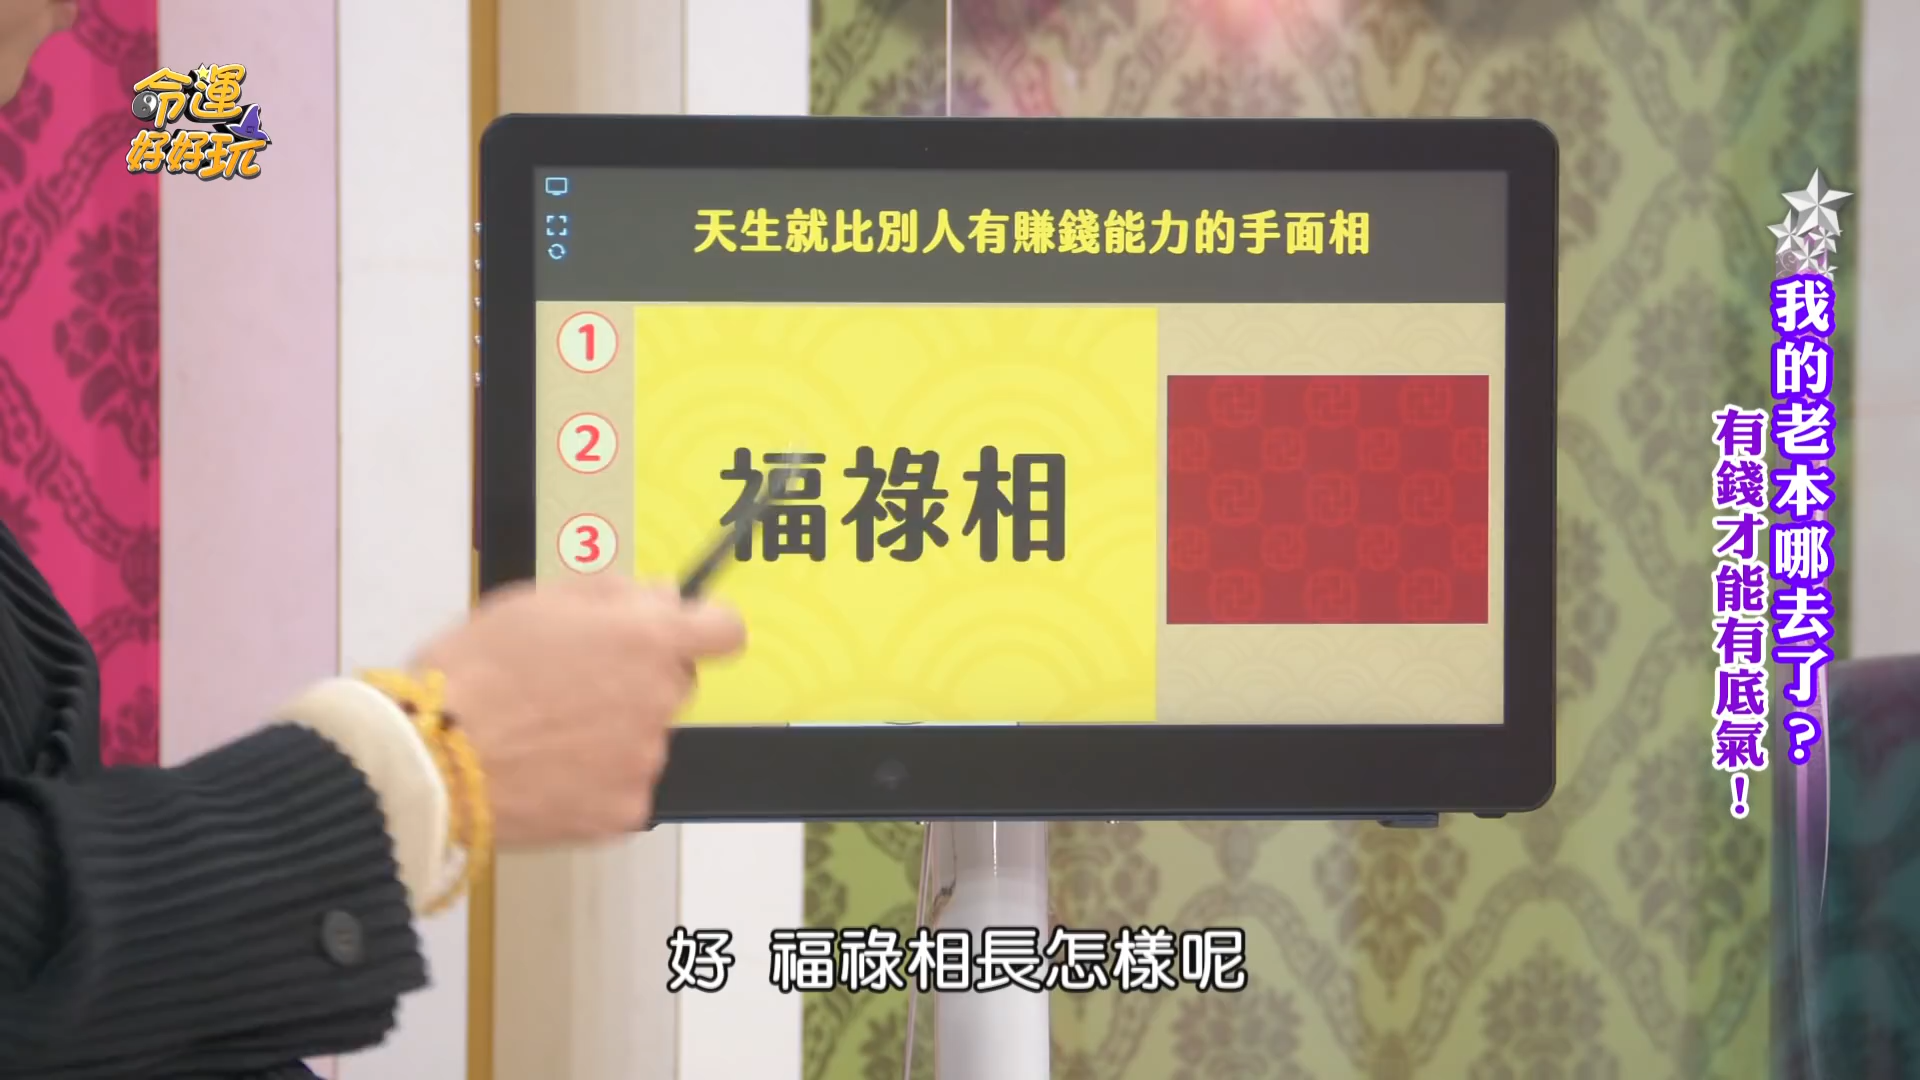 命運
好好玩
天生就比別人有賺錢能力的手面相
1
2
3
福祿相
我的老本哪去了?
有錢才能有底氣!
好 福祿相長怎樣呢